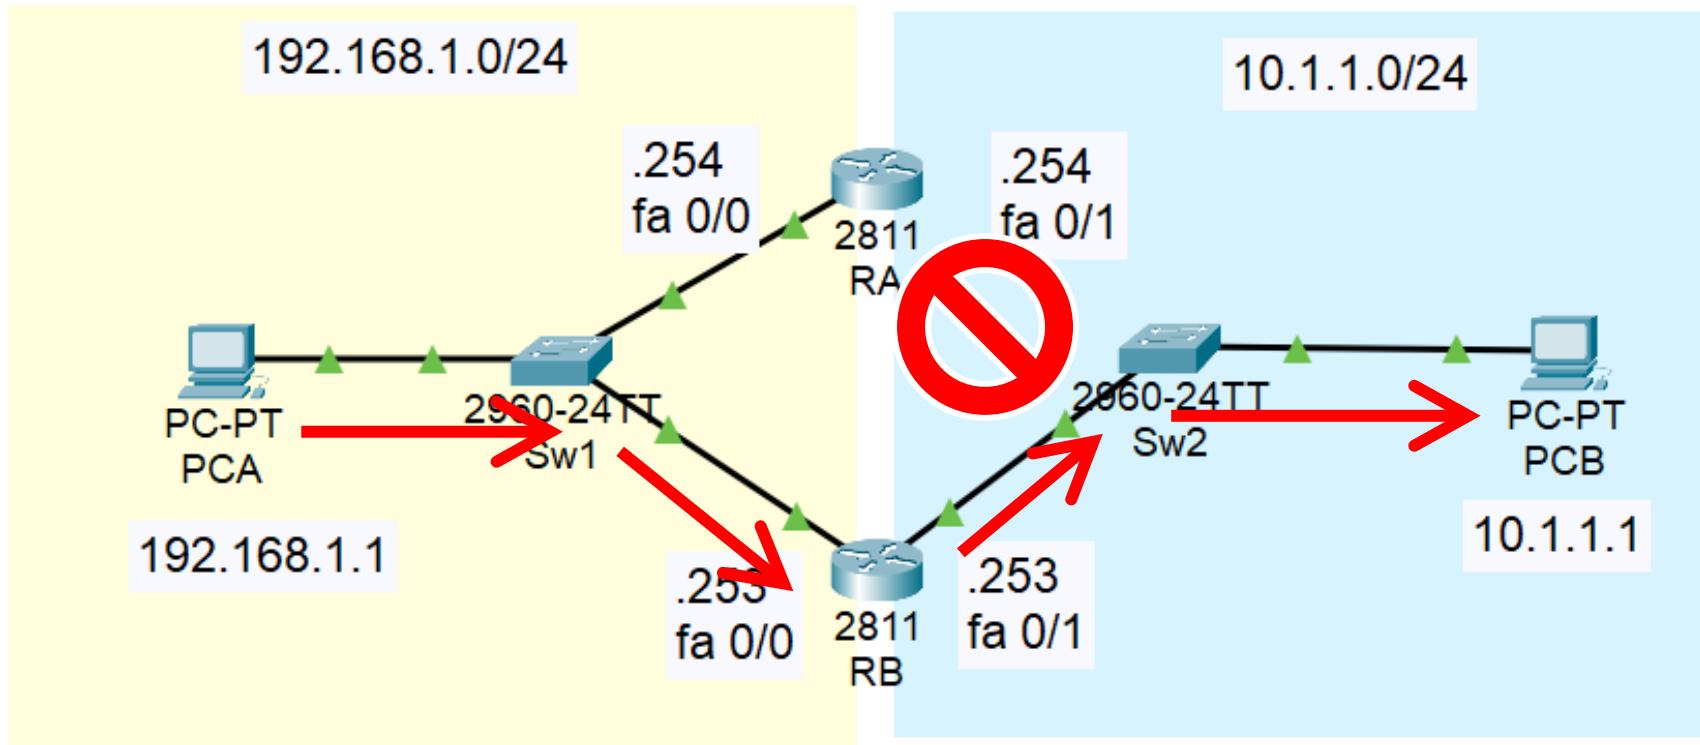 192.168.1.0/24
10.1.1.0/24
.254
fa 0/0
2811
RA
.254
fa 0/1
PC-PT
PCA
2960-24TT
Sw1
2960-24TT
Sw2
PC-PT
PCB
192.168.1.1
.253
fa 0/0
2811
RB
.253
fa 0/1
10.1.1.1